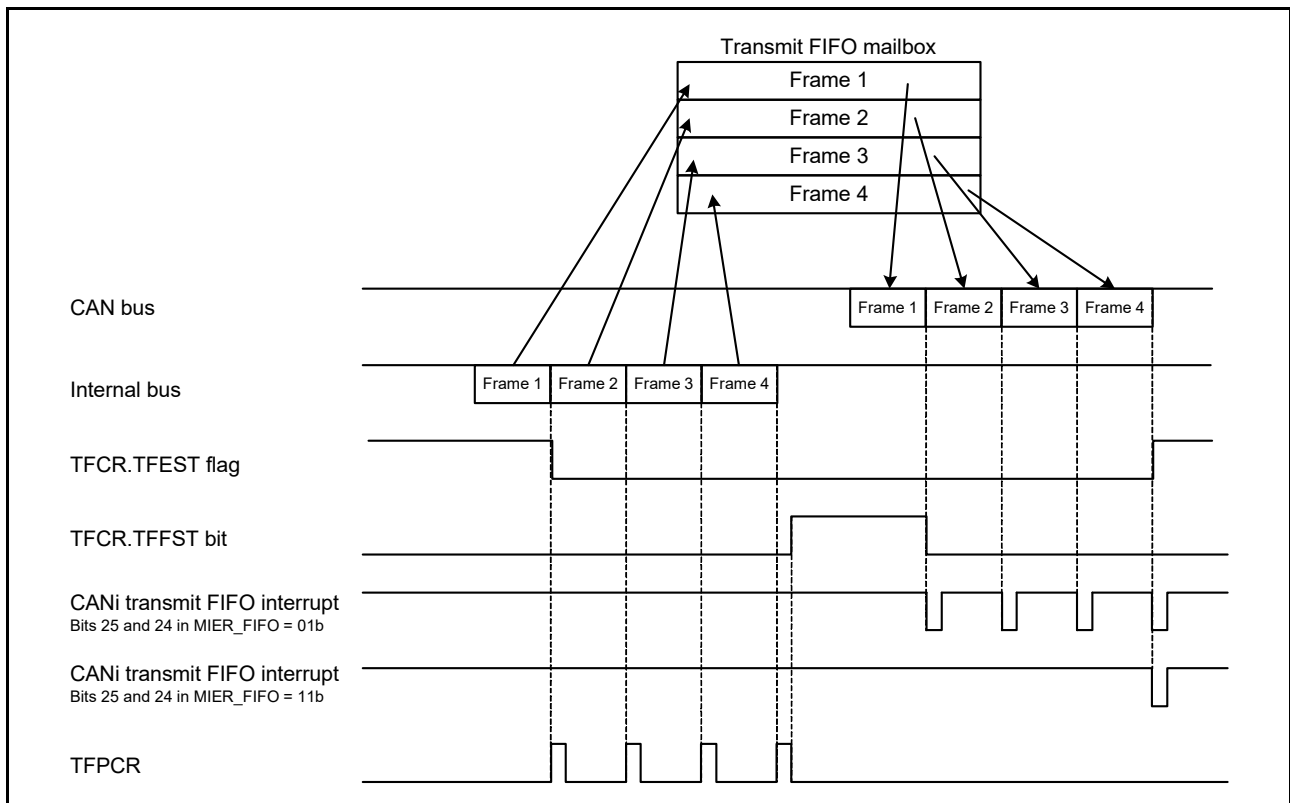 Transmit FIFO mailbox
Frame 1
Frame 2
Frame 3
Frame 4
CAN bus
Frame 1 Frame 2 Frame 3 Frame 4
Internal bus
Frame 1 Frame 2 Frame 3 Frame 4
TFCR.TFEST flag
TFCR.TFFST bit
CANi transmit FIFO interrupt
Bits 25 and 24 in MIER_FIFO = 01b
CANi transmit FIFO interrupt
Bits 25 and 24 in MIER_FIFO = 11b
TFPCR